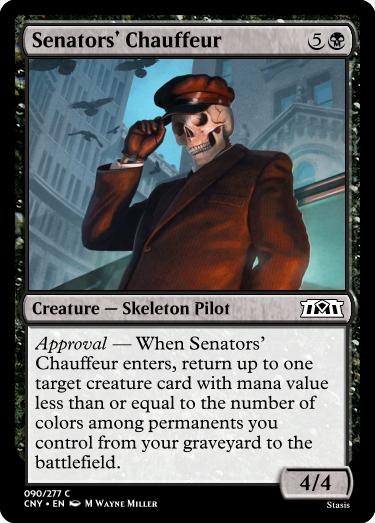 Senators' Chauffeur 5
Creature — Skeleton Pilot
Approval — When Senators'
Chauffeur enters, return up to one
target creature card with mana value
less than or equal to the number of
colors among permanents you
control from your graveyard to the
battlefield.
4/4
090/277 C
CNY • EN M Wayne Miller
Stasis